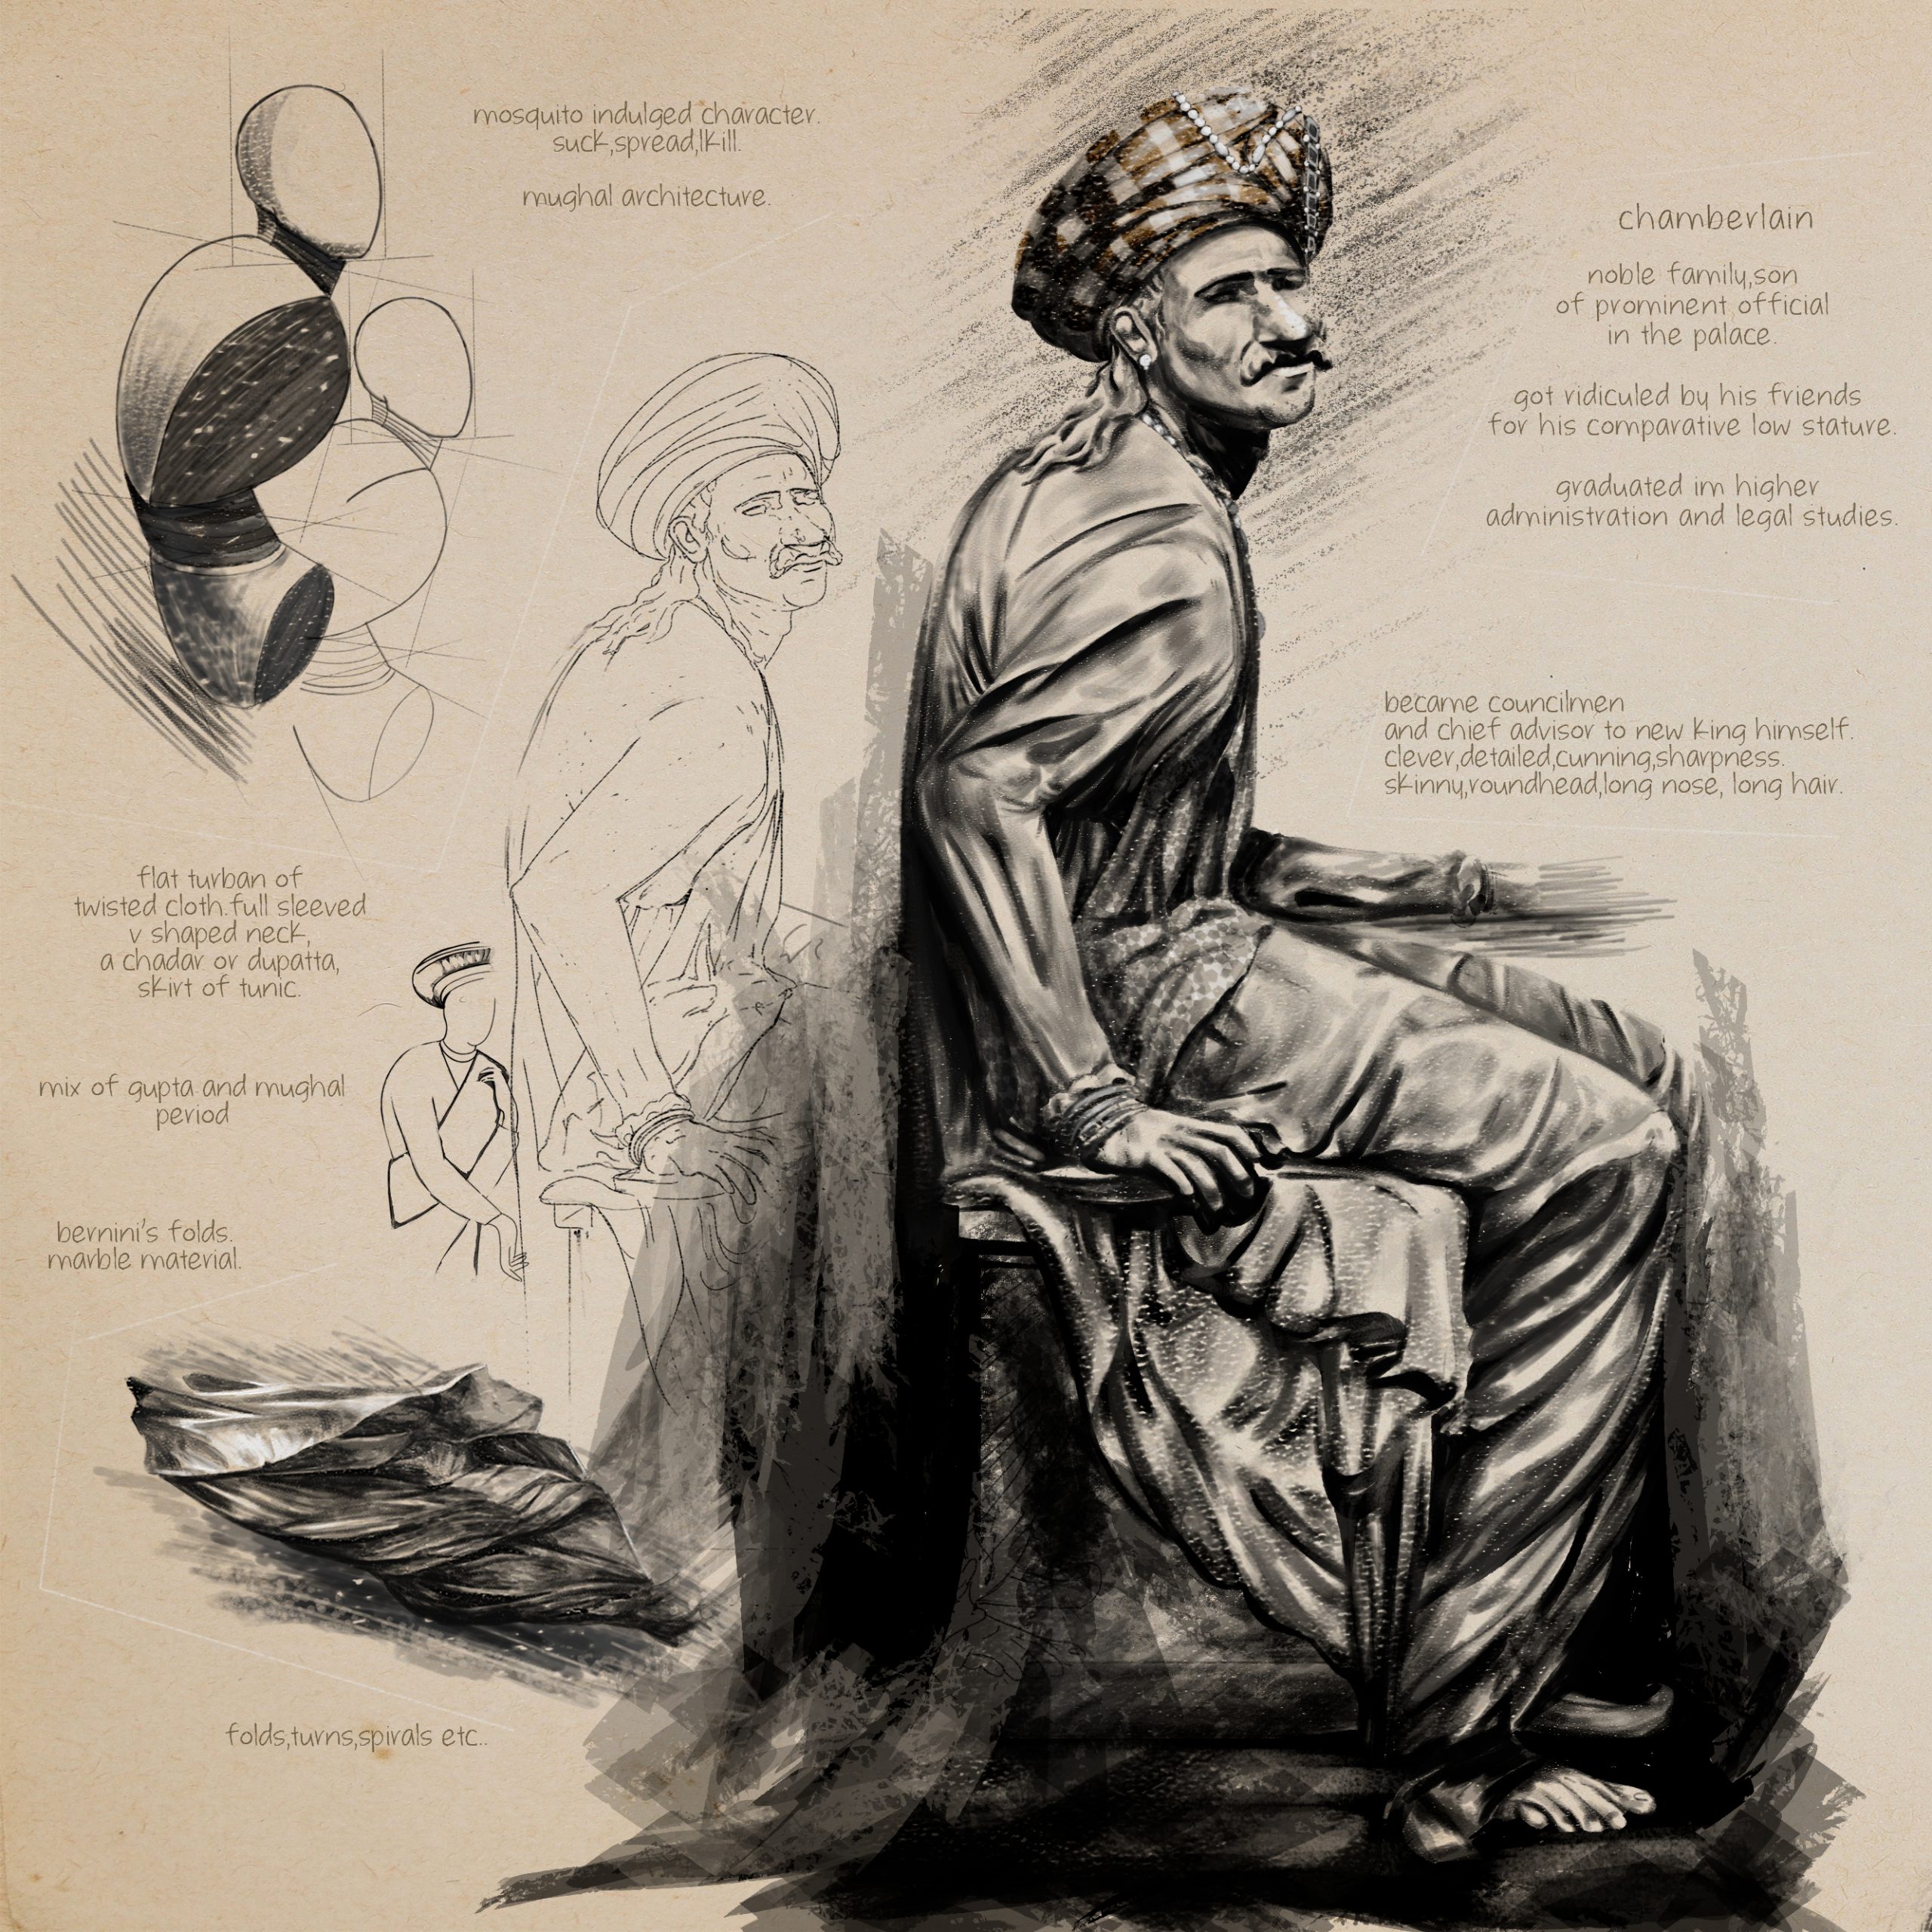 mosquito indulged character.
suck,spread,lkill.
mughal architecture.
chamberlain
noble family,son
of prominent official
in the palace.
got ridiculed by his friends
for his comparative low stature.
graduated im higher
administration and legal studies.
became councilmen
and chief advisor to new king himself.
clever,detailed,cunning,sharpness.
skinny,roundhead,long nose, long hair.
flat turban of
twisted cloth.full sleeved
v shaped neck,
a chadar or dupatta,
skirt of tunic.
mix of gupta and mughal
period
bernini's folds.
marble material.
folds,turns,spirals etc..